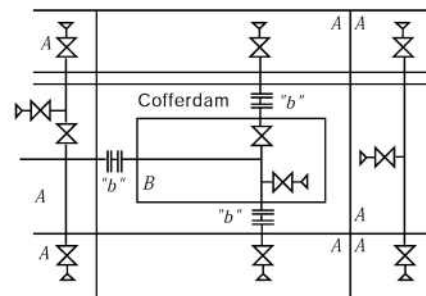 A A A
Cofferdam "b"
"b" B
A "b" A
A A A